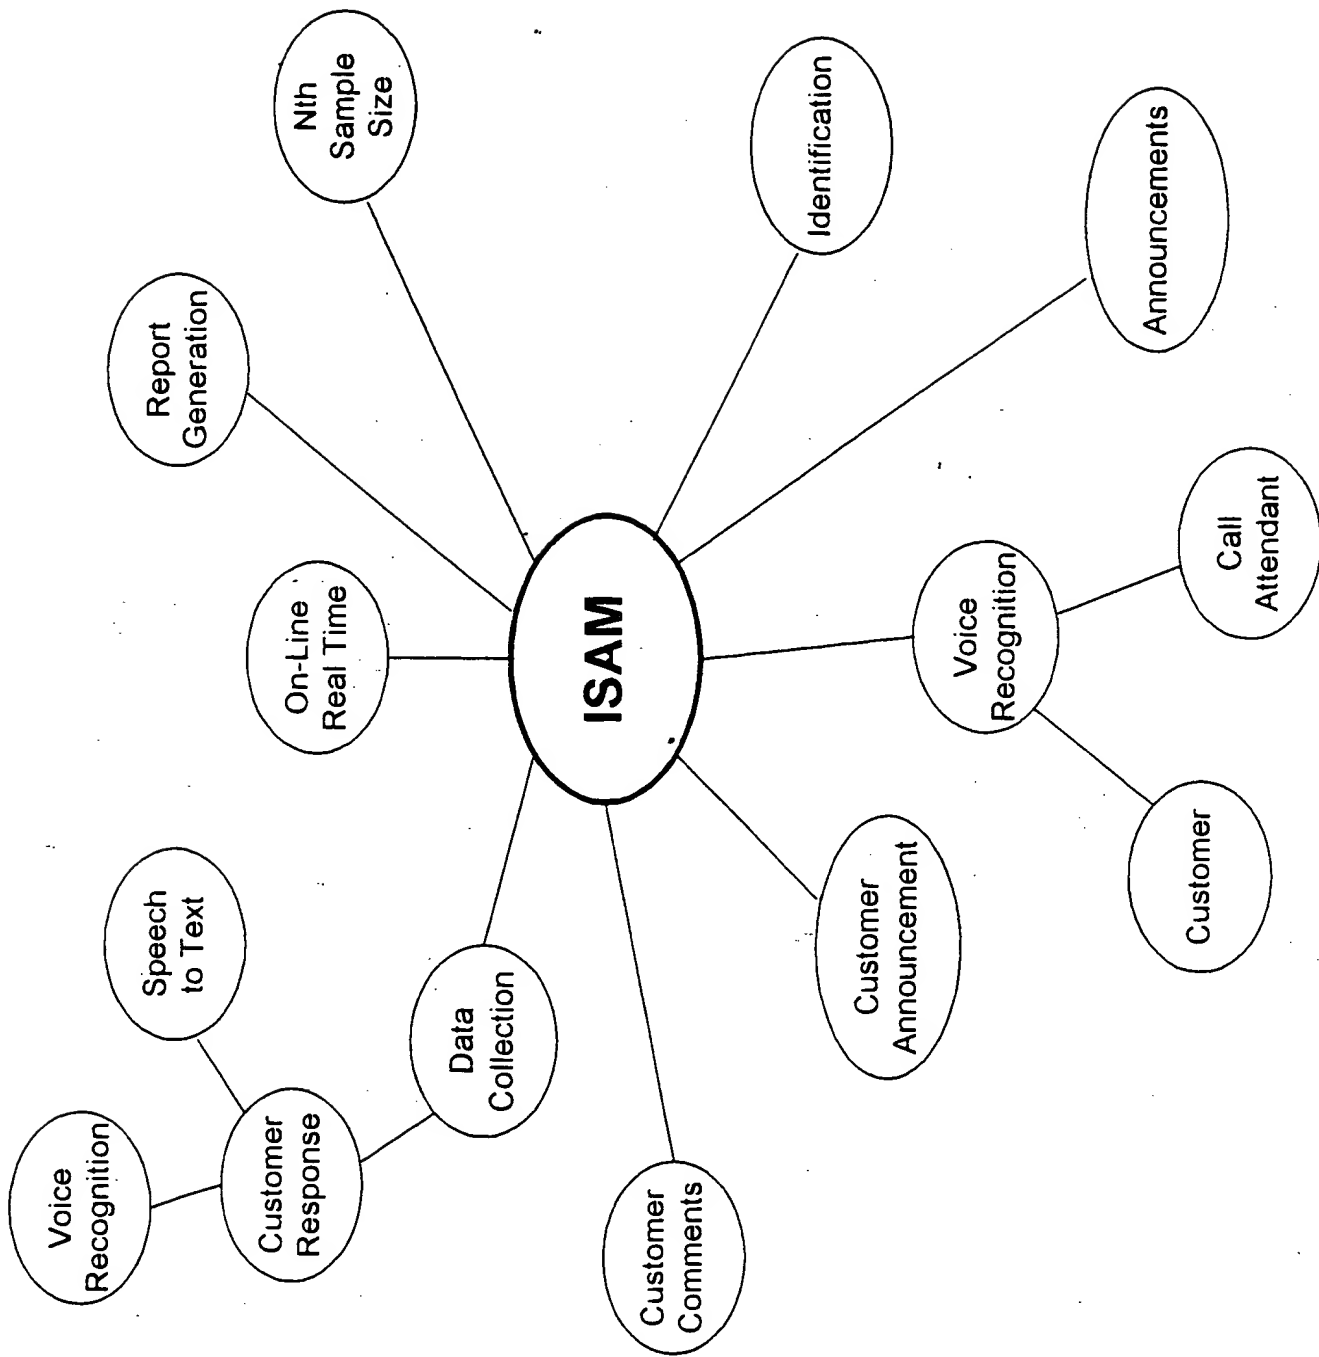 Voice
Recognition
Speech
to Text
Customer
Response
Data
Collection
Customer
Comments
On-Line
Real Time
Report
Generation
Nth
Sample
Size
ISAM
Identification
Announcements
Customer
Announcement
Voice
Recognition
Customer
Call
Attendant